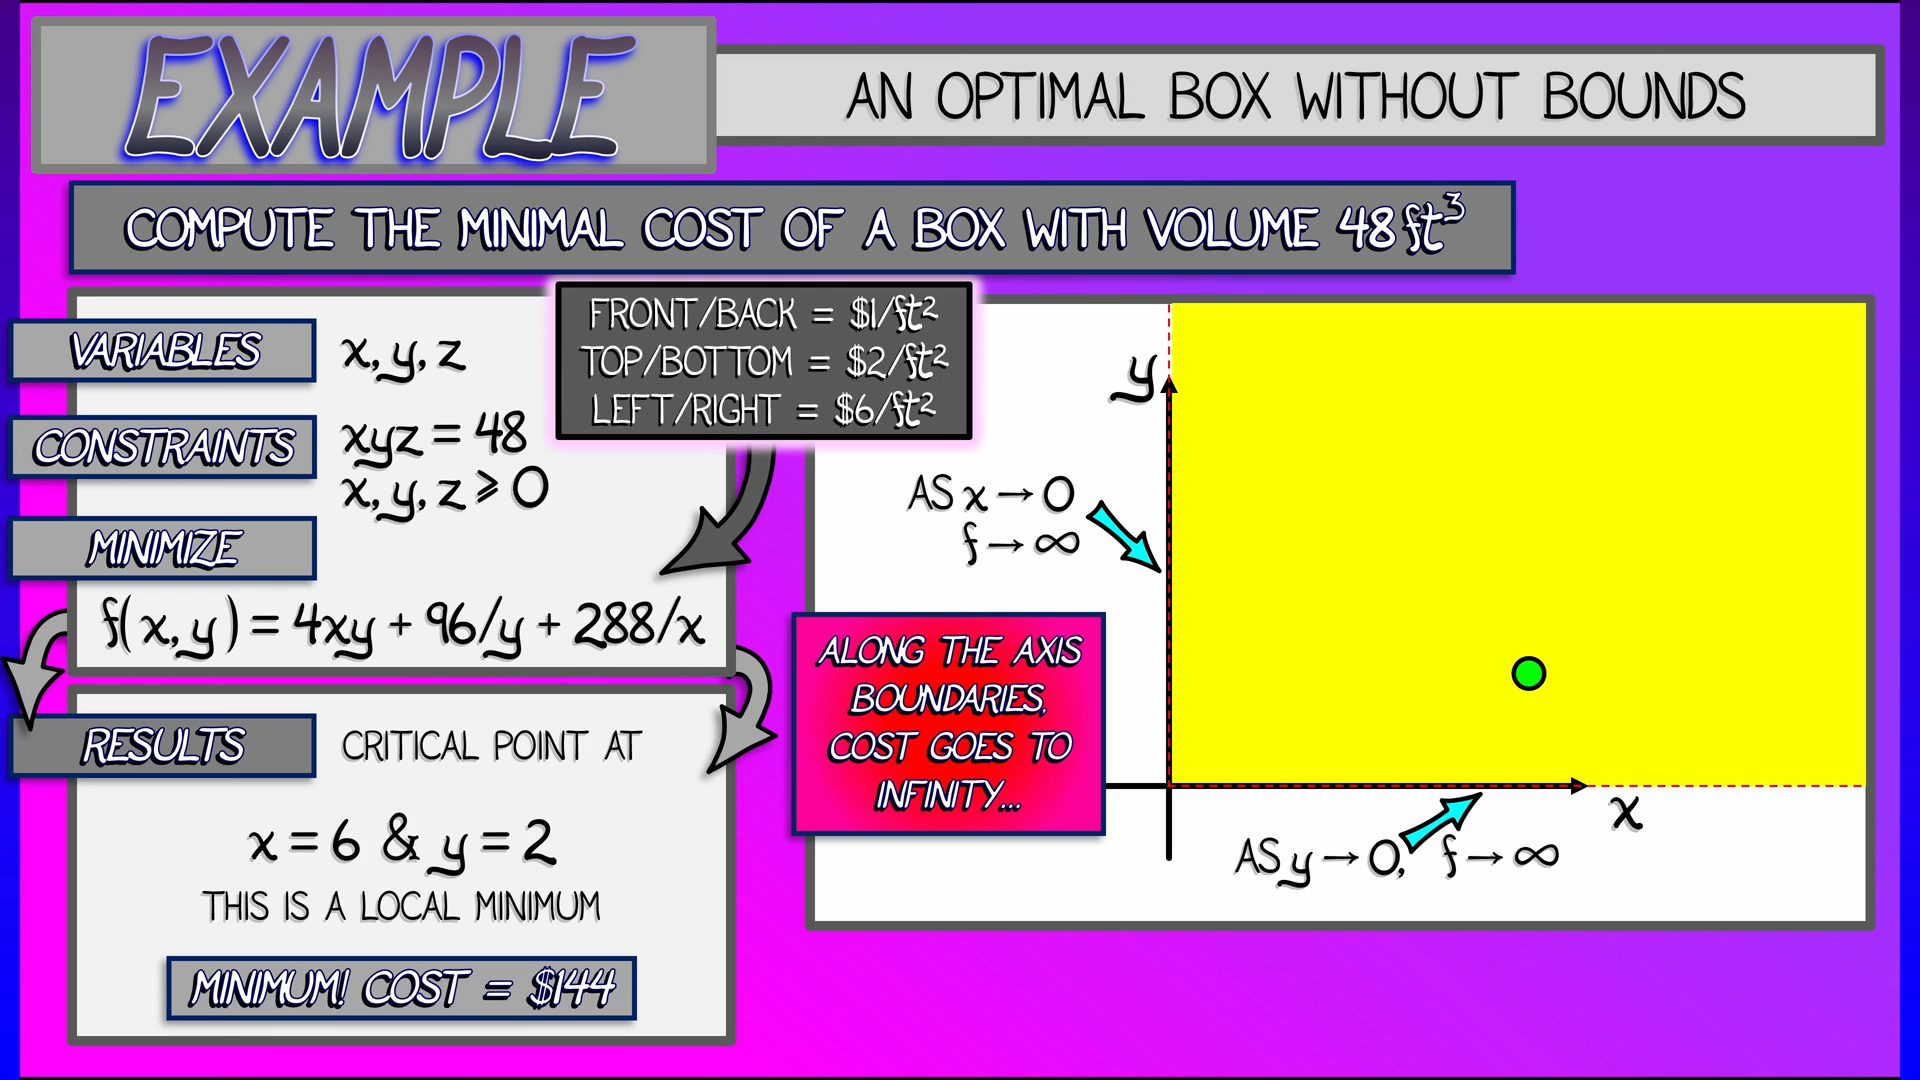 EXAMPLE
AN OPTIMAL BOX WITHOUT BOUNDS
COMPUTE THE MINIMAL COST OF A BOX WITH VOLUME 48 ft³
FRONT/BACK = $1/ft²
TOP/BOTTOM = $2/ft²
LEFT/RIGHT = $6/ft²
VARIABLES
x, y, z
CONSTRAINTS
xyz = 48
x, y, z ⩾ 0
MINIMIZE
f(x, y) = 4xy + 96/y + 288/x
RESULTS
CRITICAL POINT AT
x = 6 & y = 2
THIS IS A LOCAL MINIMUM
MINIMUM! COST = $144
y
AS x → 0
f → ∞
ALONG THE AXIS
BOUNDARIES,
COST GOES TO
INFINITY...
x
AS y → 0, f → ∞